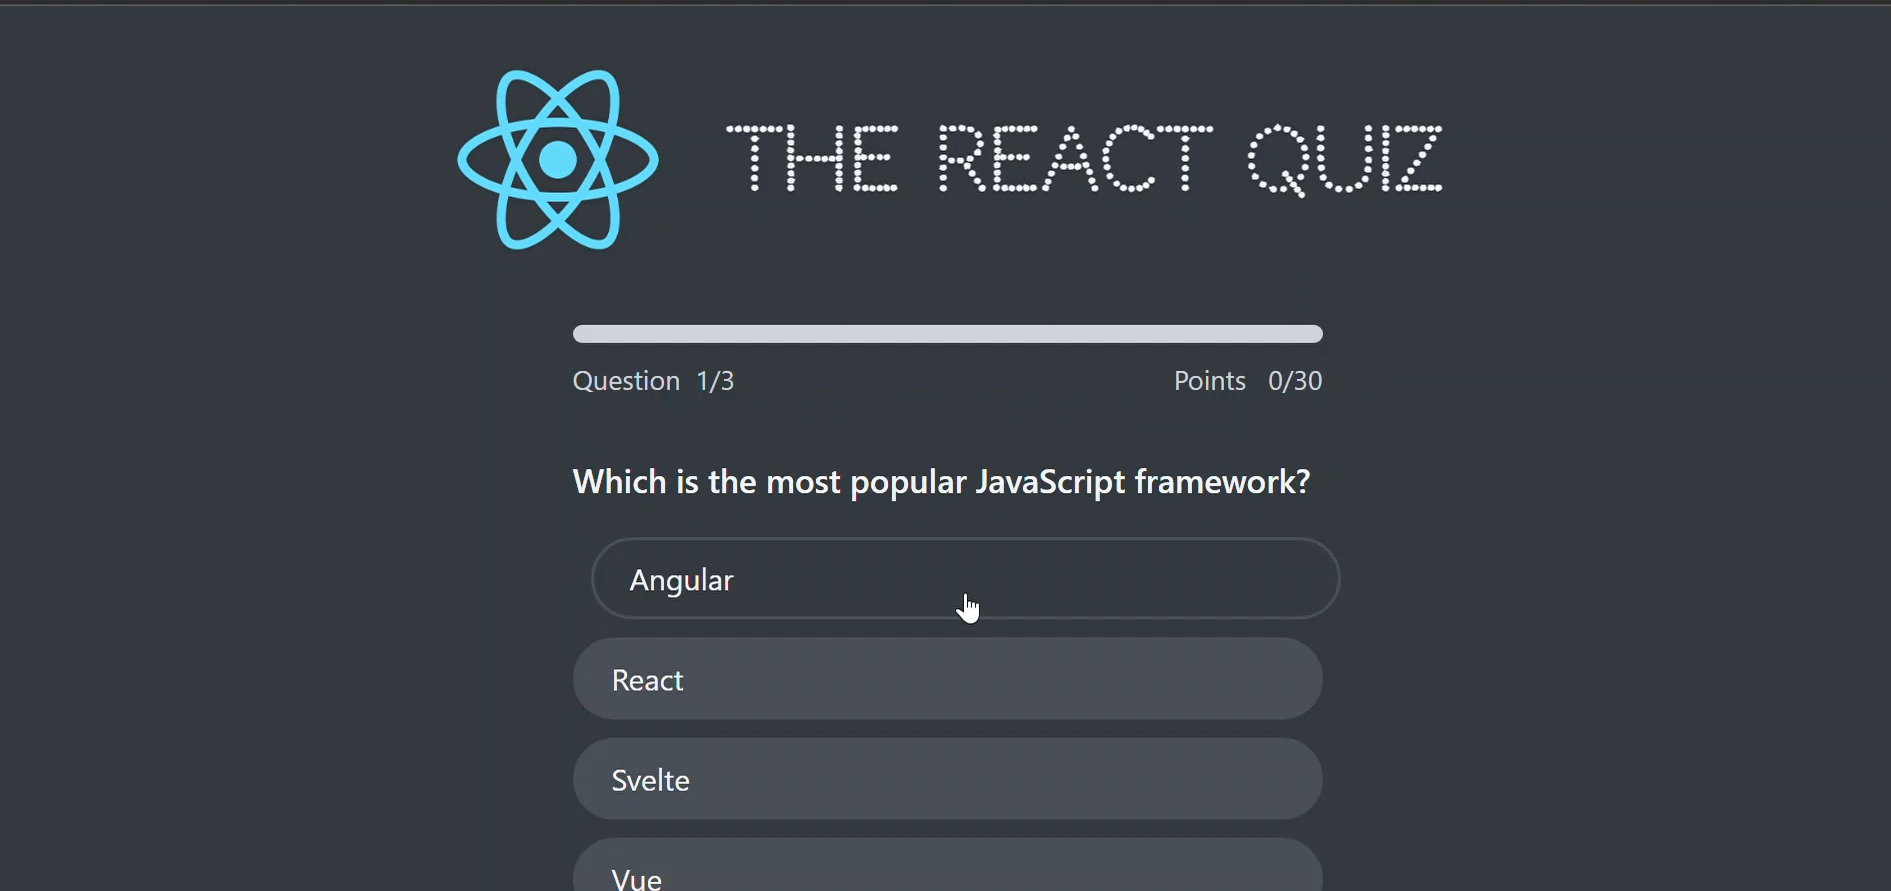 THE REACT QUIZ
Question 1/3 Points 0/30
Which is the most popular JavaScript framework?
Angular
React
Svelte
Vue